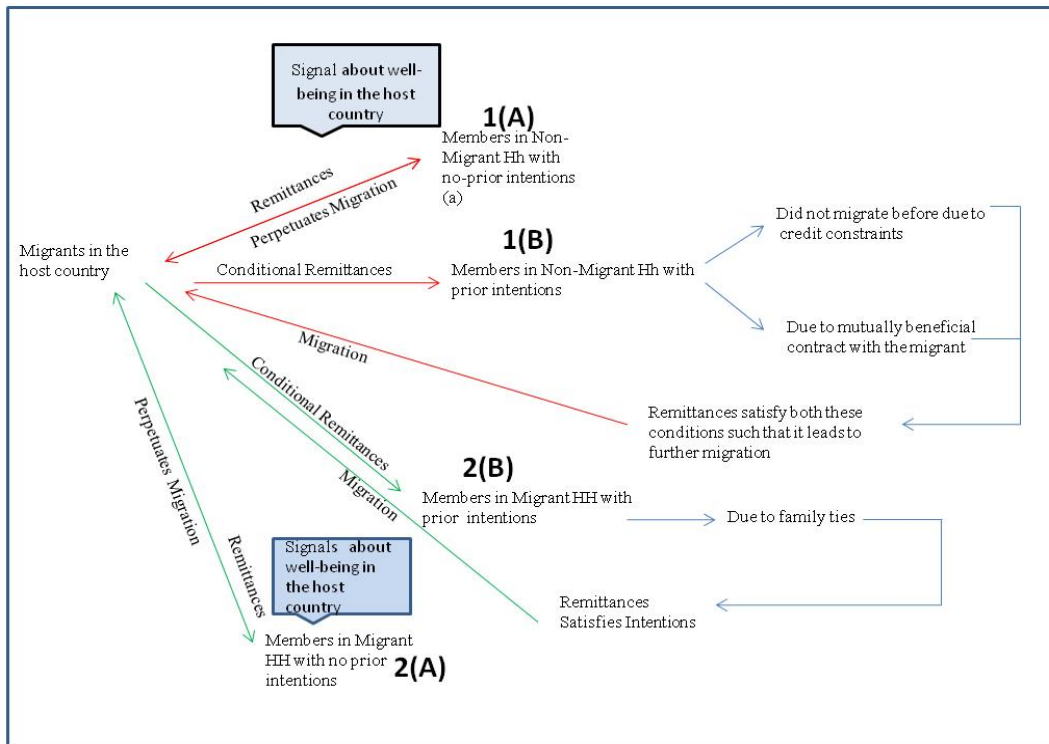 Signal about well-
being in the host
country
1(A)
Members in Non-
Migrant Hh with
no-prior intentions
(a)
Remittances
Perpetuates Migration
Migrants in the
host country
1(B)
Conditional Remittances
Members in Non-Migrant Hh with
prior intentions
Did not migrate before due to
credit constraints
Due to mutually beneficial
contract with the migrant
Migration
Remittances satisfy both these
conditions such that it leads to
further migration
Conditional Remittances
Migration
2(B)
Members in Migrant HH with
prior intentions
Due to family ties
Remittances
Satisfies Intentions
Perpetuates Migration
Remittances
Signals about
well-being in
the host
country
Members in Migrant
HH with no prior
intentions
2(A)